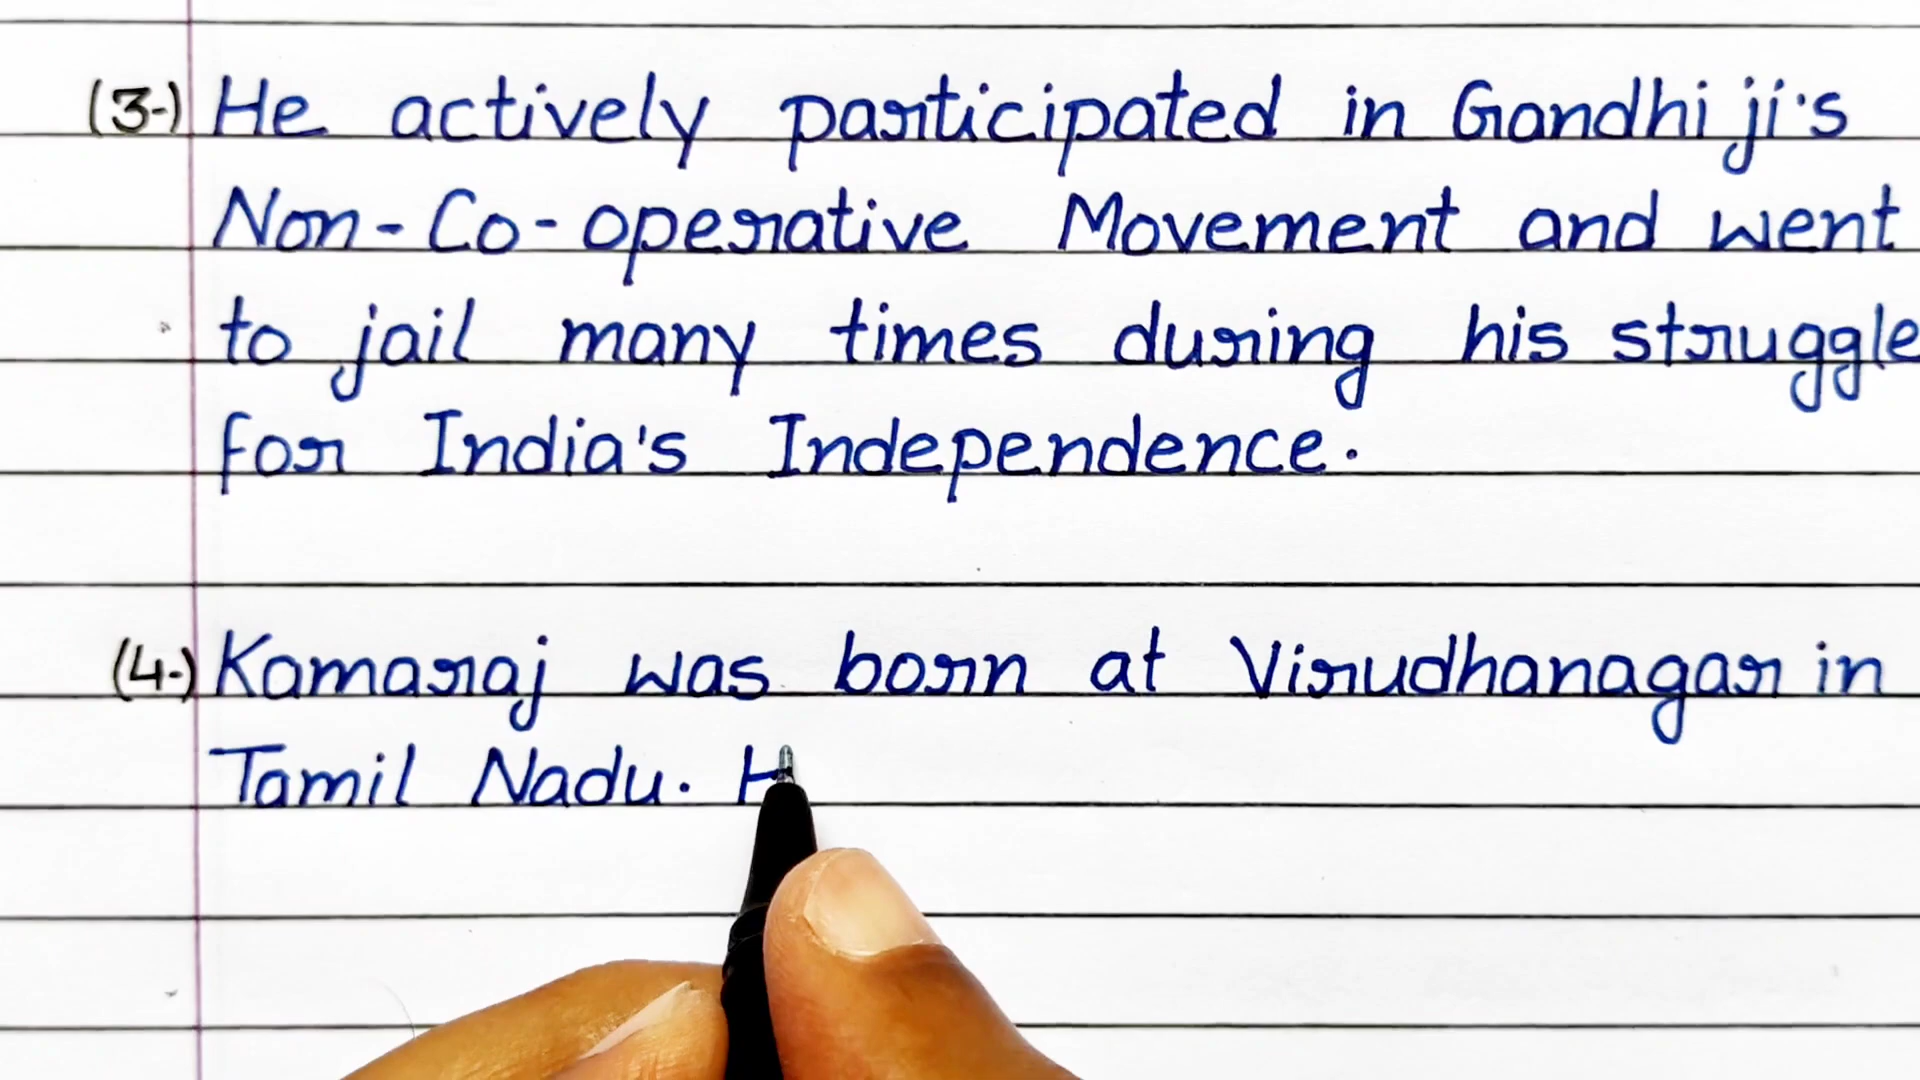 (3-) He actively participated in Gandhi ji's
Non-Co-operative Movement and went
to jail many times during his struggle
for India's Independence.
(4-) Kamaraj was born at Virudhanagar in
Tamil Nadu. H